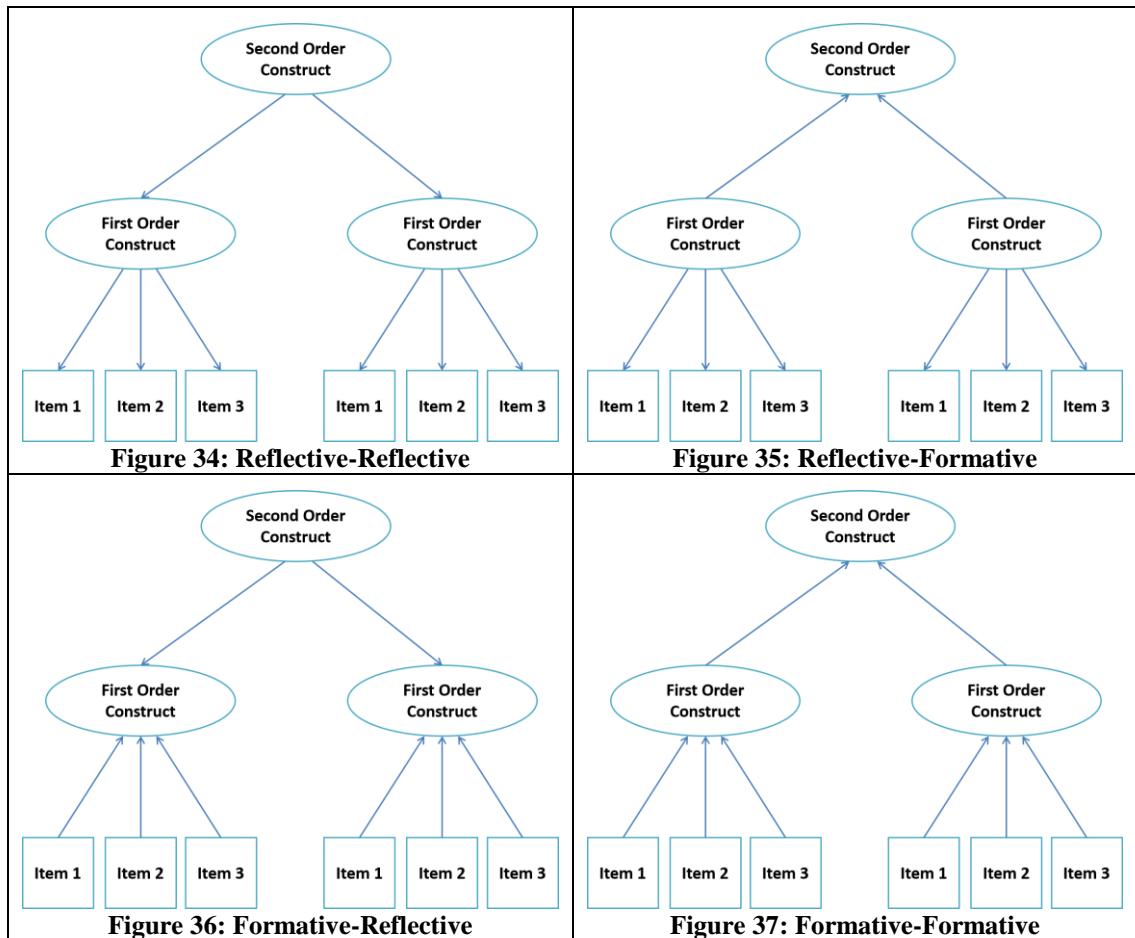 Second Order
Construct
First Order
Construct
First Order
Construct
Item 1
Item 2
Item 3
Item 1
Item 2
Item 3
Figure 34: Reflective-Reflective
Second Order
Construct
First Order
Construct
First Order
Construct
Item 1
Item 2
Item 3
Item 1
Item 2
Item 3
Figure 35: Reflective-Formative
Second Order
Construct
First Order
Construct
First Order
Construct
Item 1
Item 2
Item 3
Item 1
Item 2
Item 3
Figure 36: Formative-Reflective
Second Order
Construct
First Order
Construct
First Order
Construct
Item 1
Item 2
Item 3
Item 1
Item 2
Item 3
Figure 37: Formative-Formative